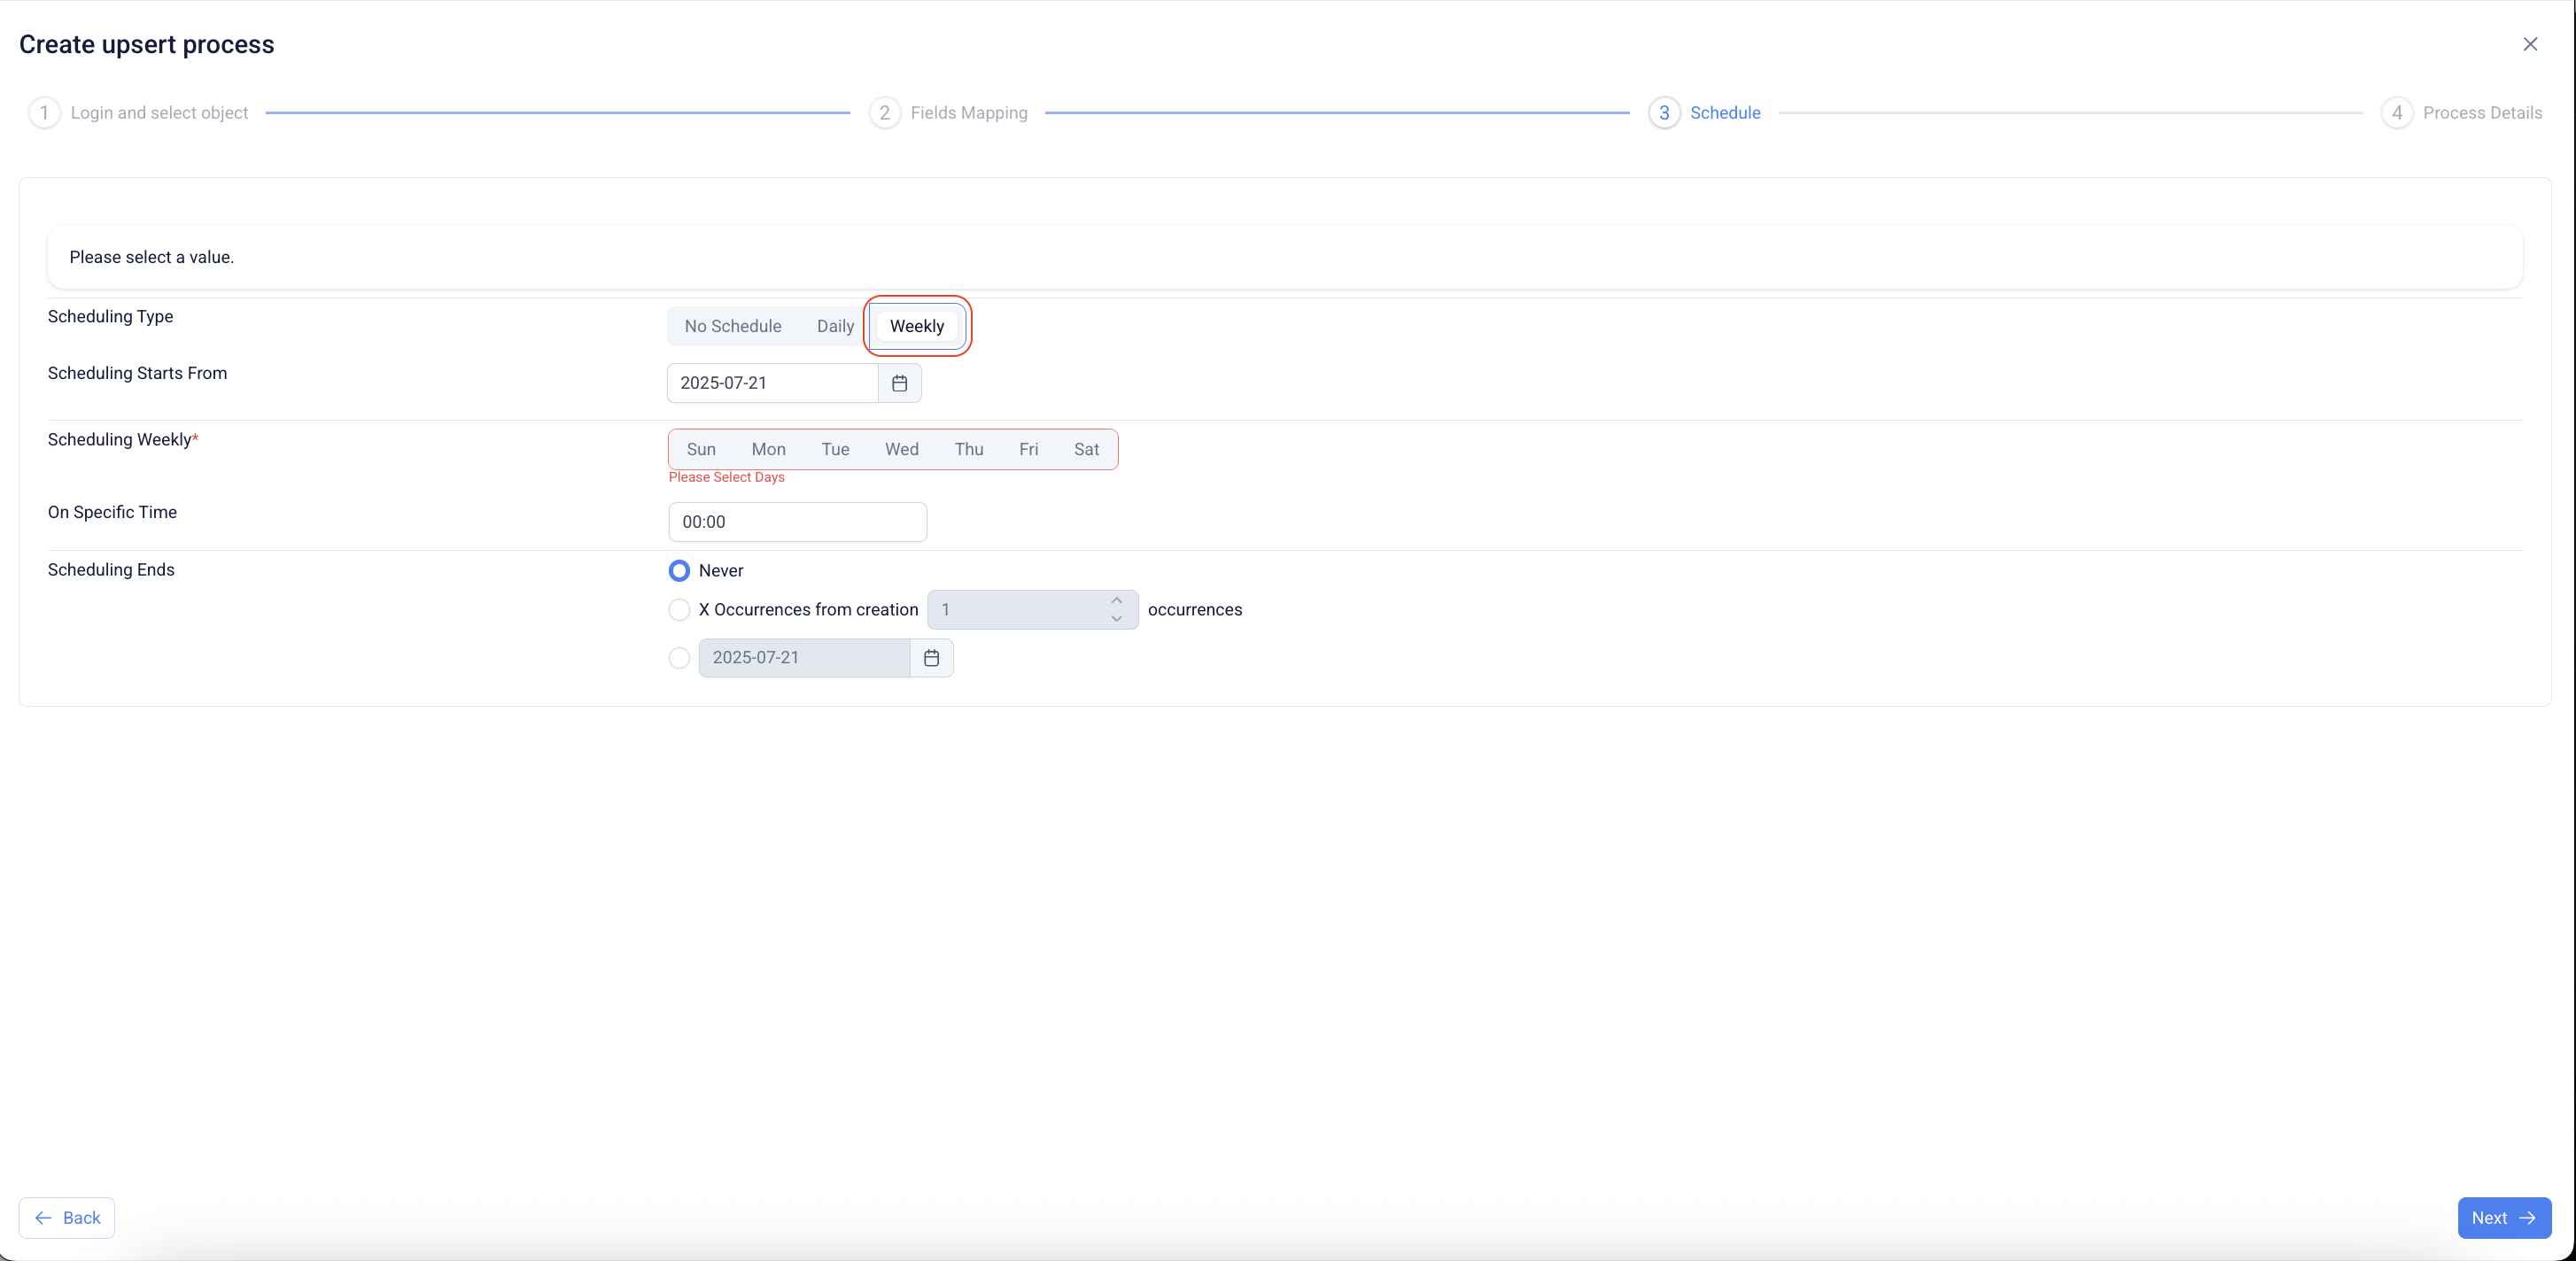 Create upsert process
1 Login and select object 2 Fields Mapping 3 Schedule 4 Process Details
Please select a value.
Scheduling Type No Schedule Daily Weekly
Scheduling Starts From 2025-07-21
Scheduling Weekly* Sun Mon Tue Wed Thu Fri Sat
Please Select Days
On Specific Time 00:00
Scheduling Ends Never
X Occurrences from creation 1 occurrences
2025-07-21
Back Next